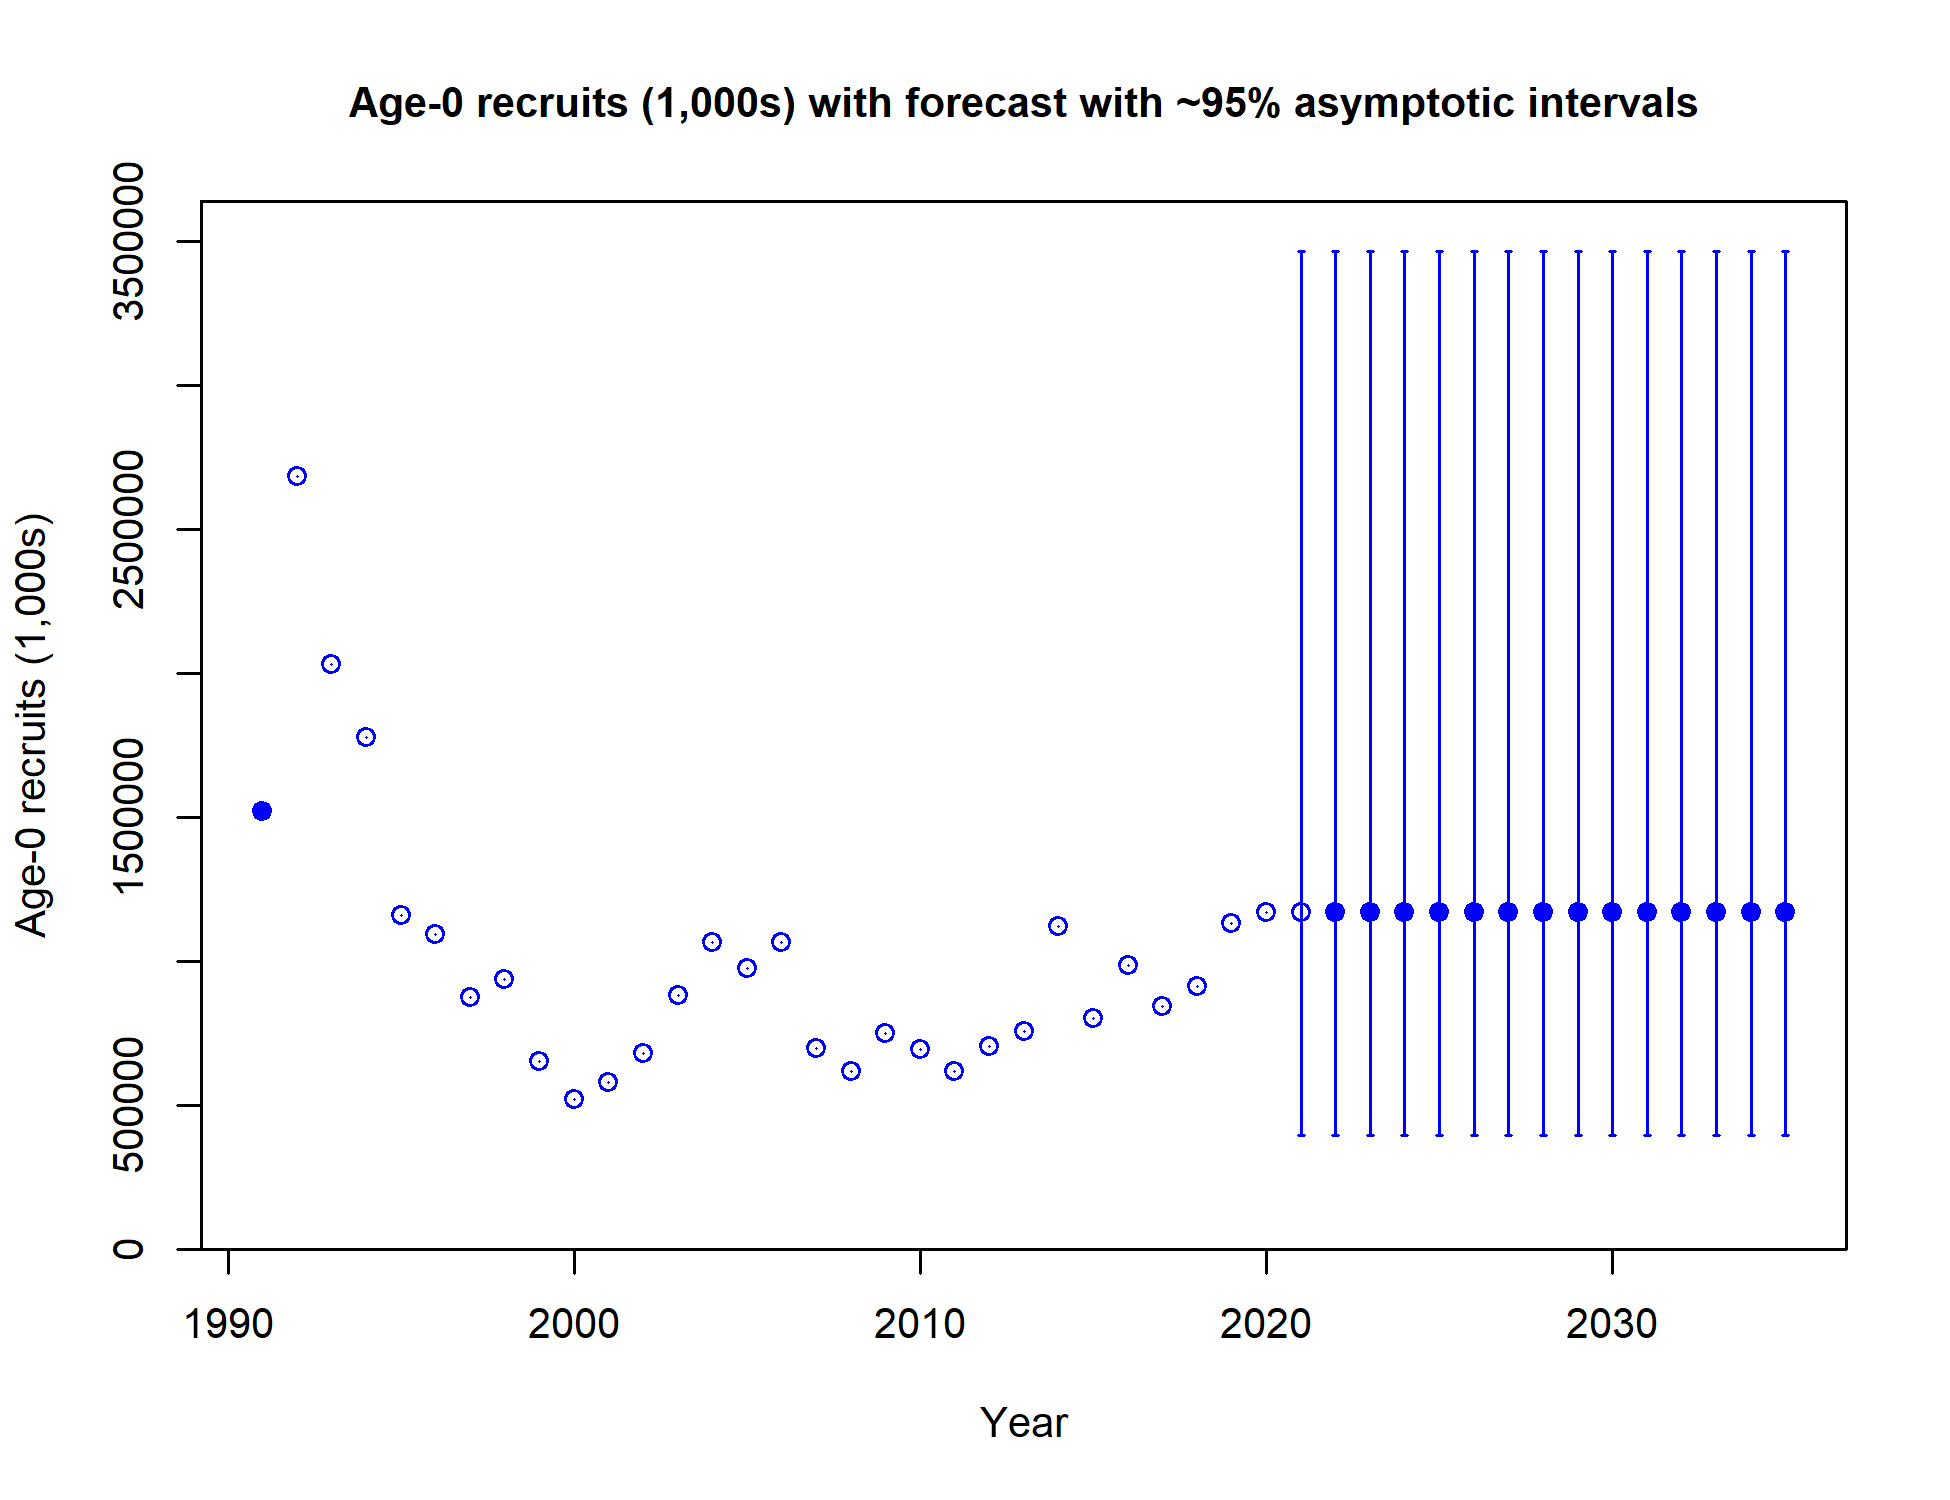 Age-0 recruits (1,000s) with forecast with ~95% asymptotic intervals
Age-0 recruits (1,000s)
3500000
2500000
1500000
500000
0
1990 2000 2010 2020 2030
Year